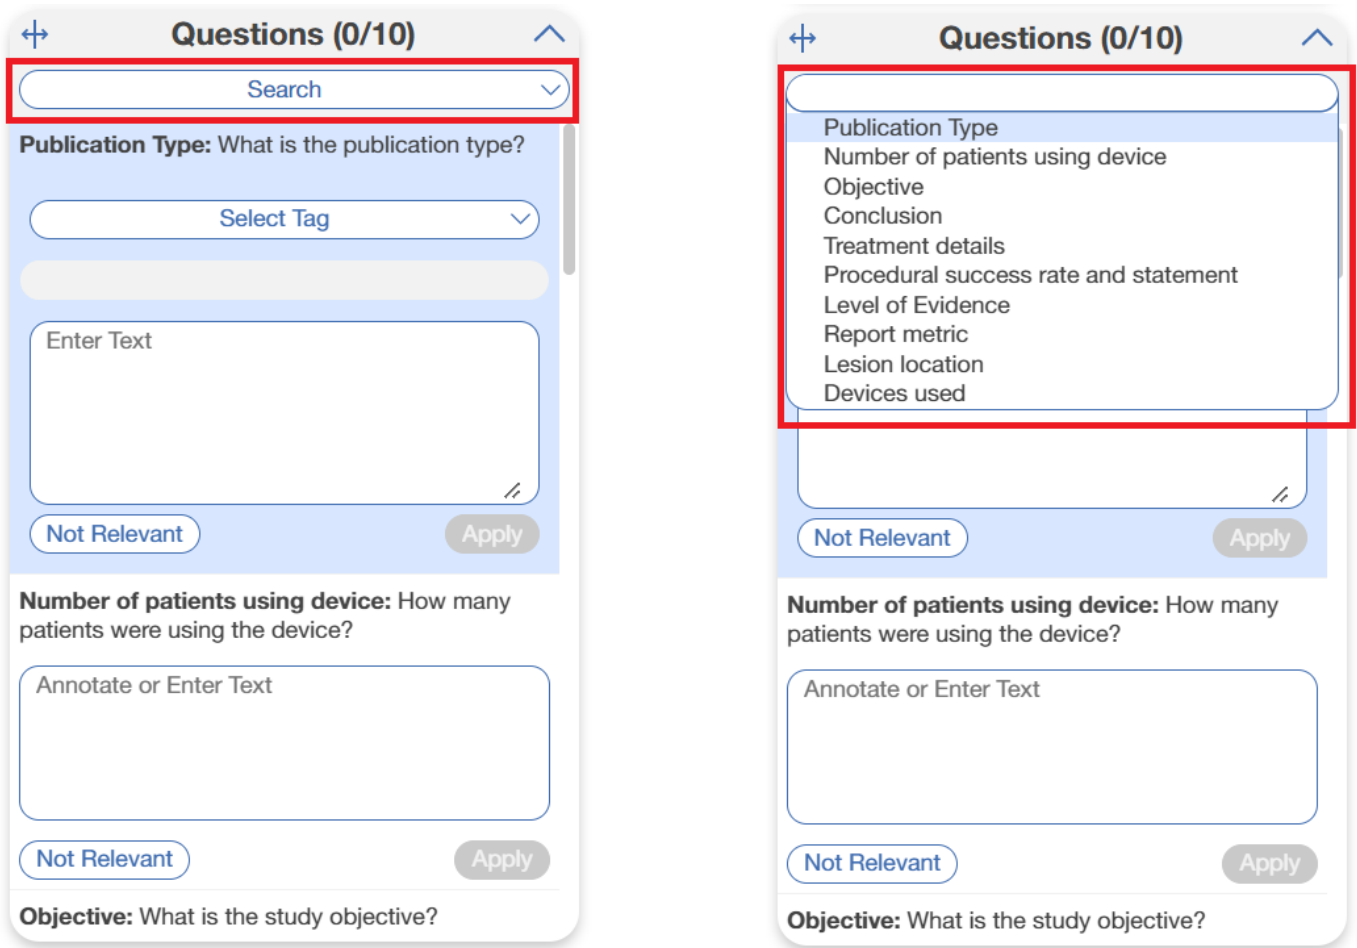 Questions (0/10)
Search
Publication Type: What is the publication type?
Select Tag
Enter Text
Not Relevant
Apply
Number of patients using device: How many
patients were using the device?
Annotate or Enter Text
Not Relevant
Apply
Objective: What is the study objective?
Questions (0/10)
Publication Type
Number of patients using device
Objective
Conclusion
Treatment details
Procedural success rate and statement
Level of Evidence
Report metric
Lesion location
Devices used
Not Relevant
Apply
Number of patients using device: How many
patients were using the device?
Annotate or Enter Text
Not Relevant
Apply
Objective: What is the study objective?